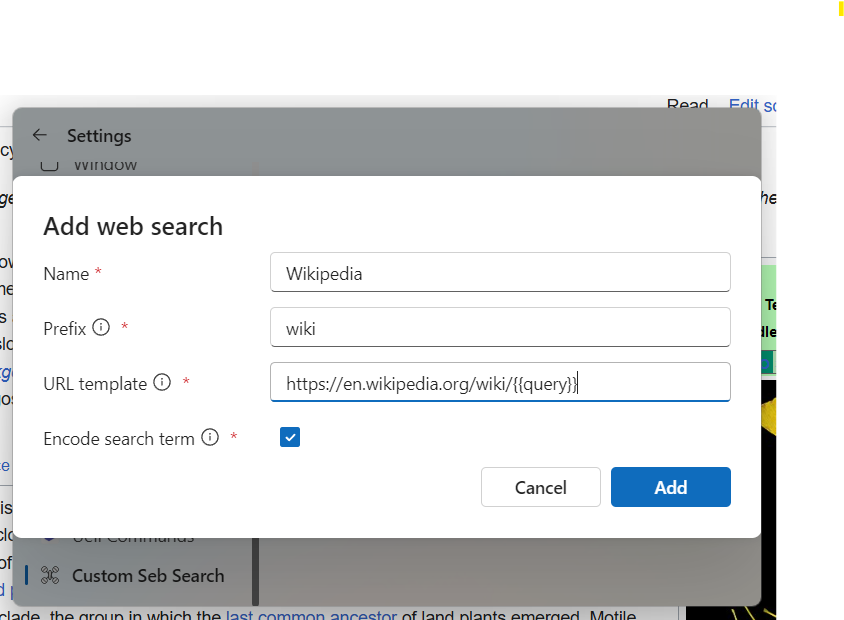 Read Edit
Settings
Window
Add web search
Name *
Wikipedia
Prefix *
wiki
URL template *
https://en.wikipedia.org/wiki/{{query}}
Encode search term *
Cancel Add
Commands
Custom Seb Search
clade, the group in which the last common ancestor of land plants emerged. Motile